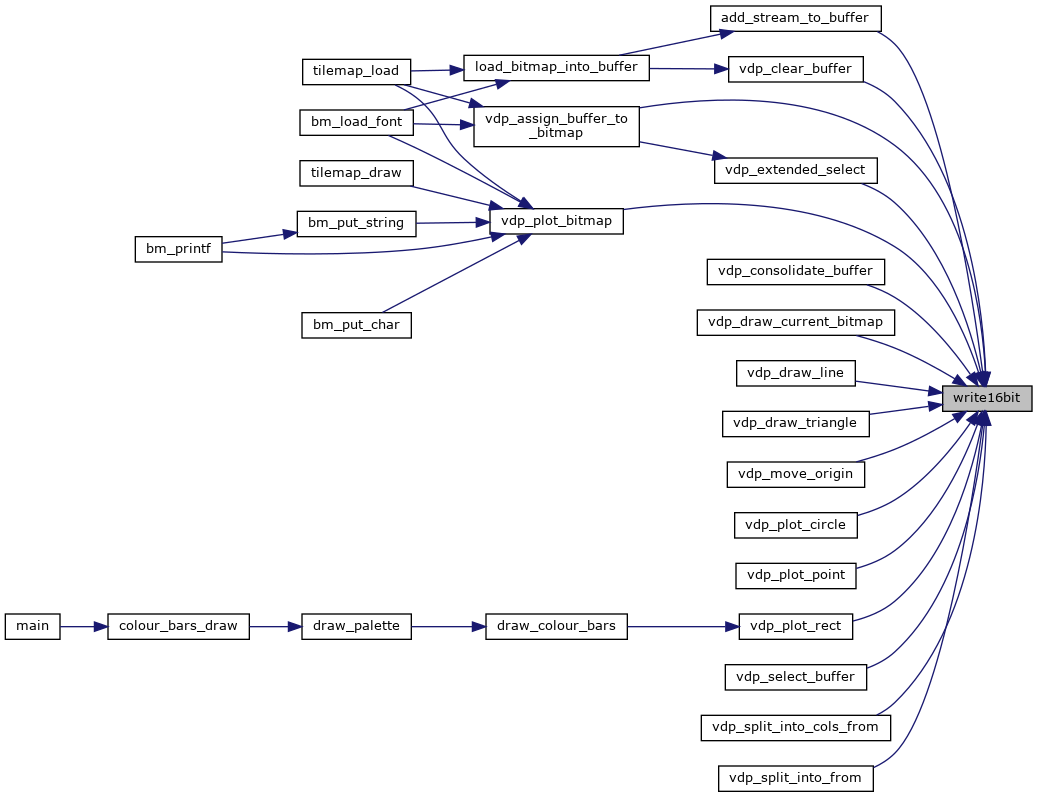 add_stream_to_buffer
load_bitmap_into_buffer
tilemap_load
vdp_clear_buffer
bm_load_font
vdp_assign_buffer_to
_bitmap
tilemap_draw
vdp_extended_select
bm_put_string
vdp_plot_bitmap
bm_printf
vdp_consolidate_buffer
bm_put_char
vdp_draw_current_bitmap
vdp_draw_line
write16bit
vdp_draw_triangle
vdp_move_origin
vdp_plot_circle
vdp_plot_point
main
colour_bars_draw
draw_palette
draw_colour_bars
vdp_plot_rect
vdp_select_buffer
vdp_split_into_cols_from
vdp_split_into_from